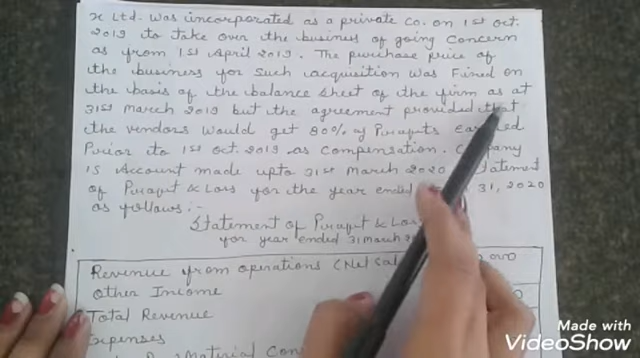 X Ltd. was incorporated as a private Co. on 1st Oct.
2019 to take over the business of going concern
as from 1st April 2019. The purchase price of
the business for such acquisition was fixed on
the basis of the balance sheet of the firm as at
31st March 2019 but the agreement provided that
the vendors would get 80% of Profits
Prior to 1st Oct. 2019 as compensation.
is Account made upto 31st March 2020
of Profit & Loss for the year ended 31, 2020
as follows :-
Statement of Profit &
for year ended 31 March
Revenue from operations (Net
Other Income
Total Revenue
Expenses
Made with
VideoShow